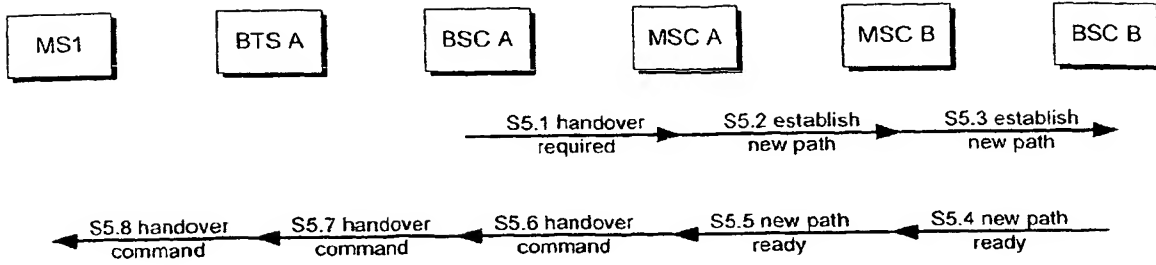 MS1 BTS A BSC A MSC A MSC B BSC B
S5.1 handover required
S5.2 establish new path
S5.3 establish new path
S5.8 handover command
S5.7 handover command
S5.6 handover command
S5.5 new path ready
S5.4 new path ready